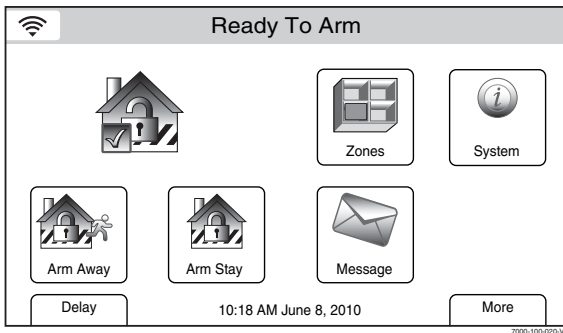 Ready To Arm
Zones
System
Arm Away
Arm Stay
Message
Delay
10:18 AM June 8, 2010
More